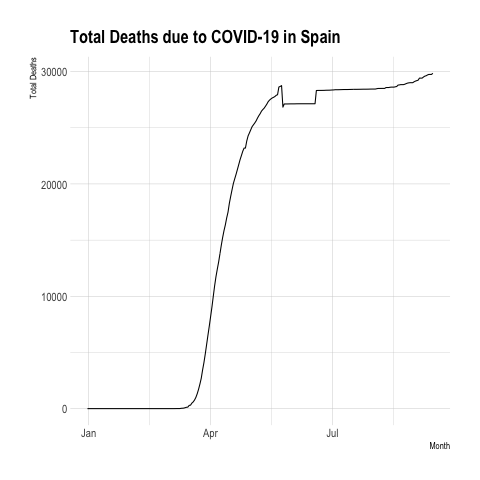 Total Deaths due to COVID-19 in Spain
Total Deaths
30000
20000
10000
0
Jan Apr Jul
Month